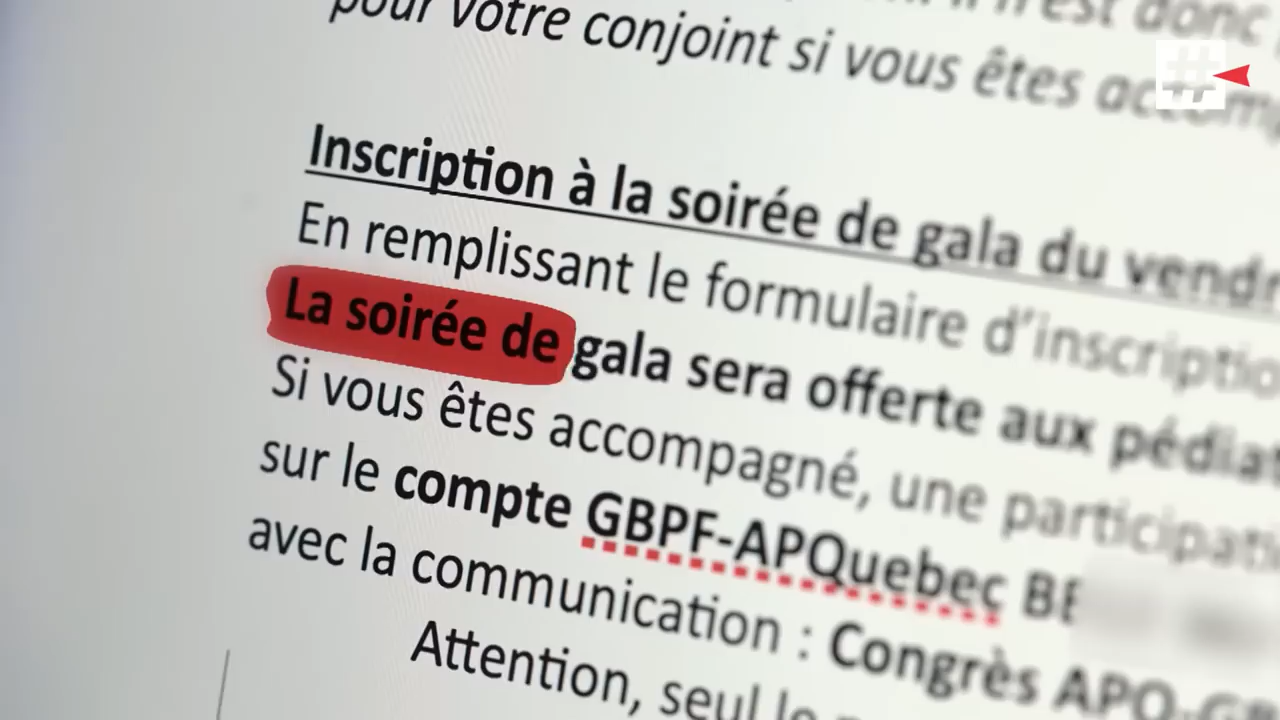 pour votre conjoint si vous êtes
Inscription à la soirée de gala du
En remplissant le formulaire
La soirée de gala sera offerte aux
Si vous êtes accompagné, une
sur le compte GBPF-APQuebec
avec la communication : Congrès
Attention, seul le